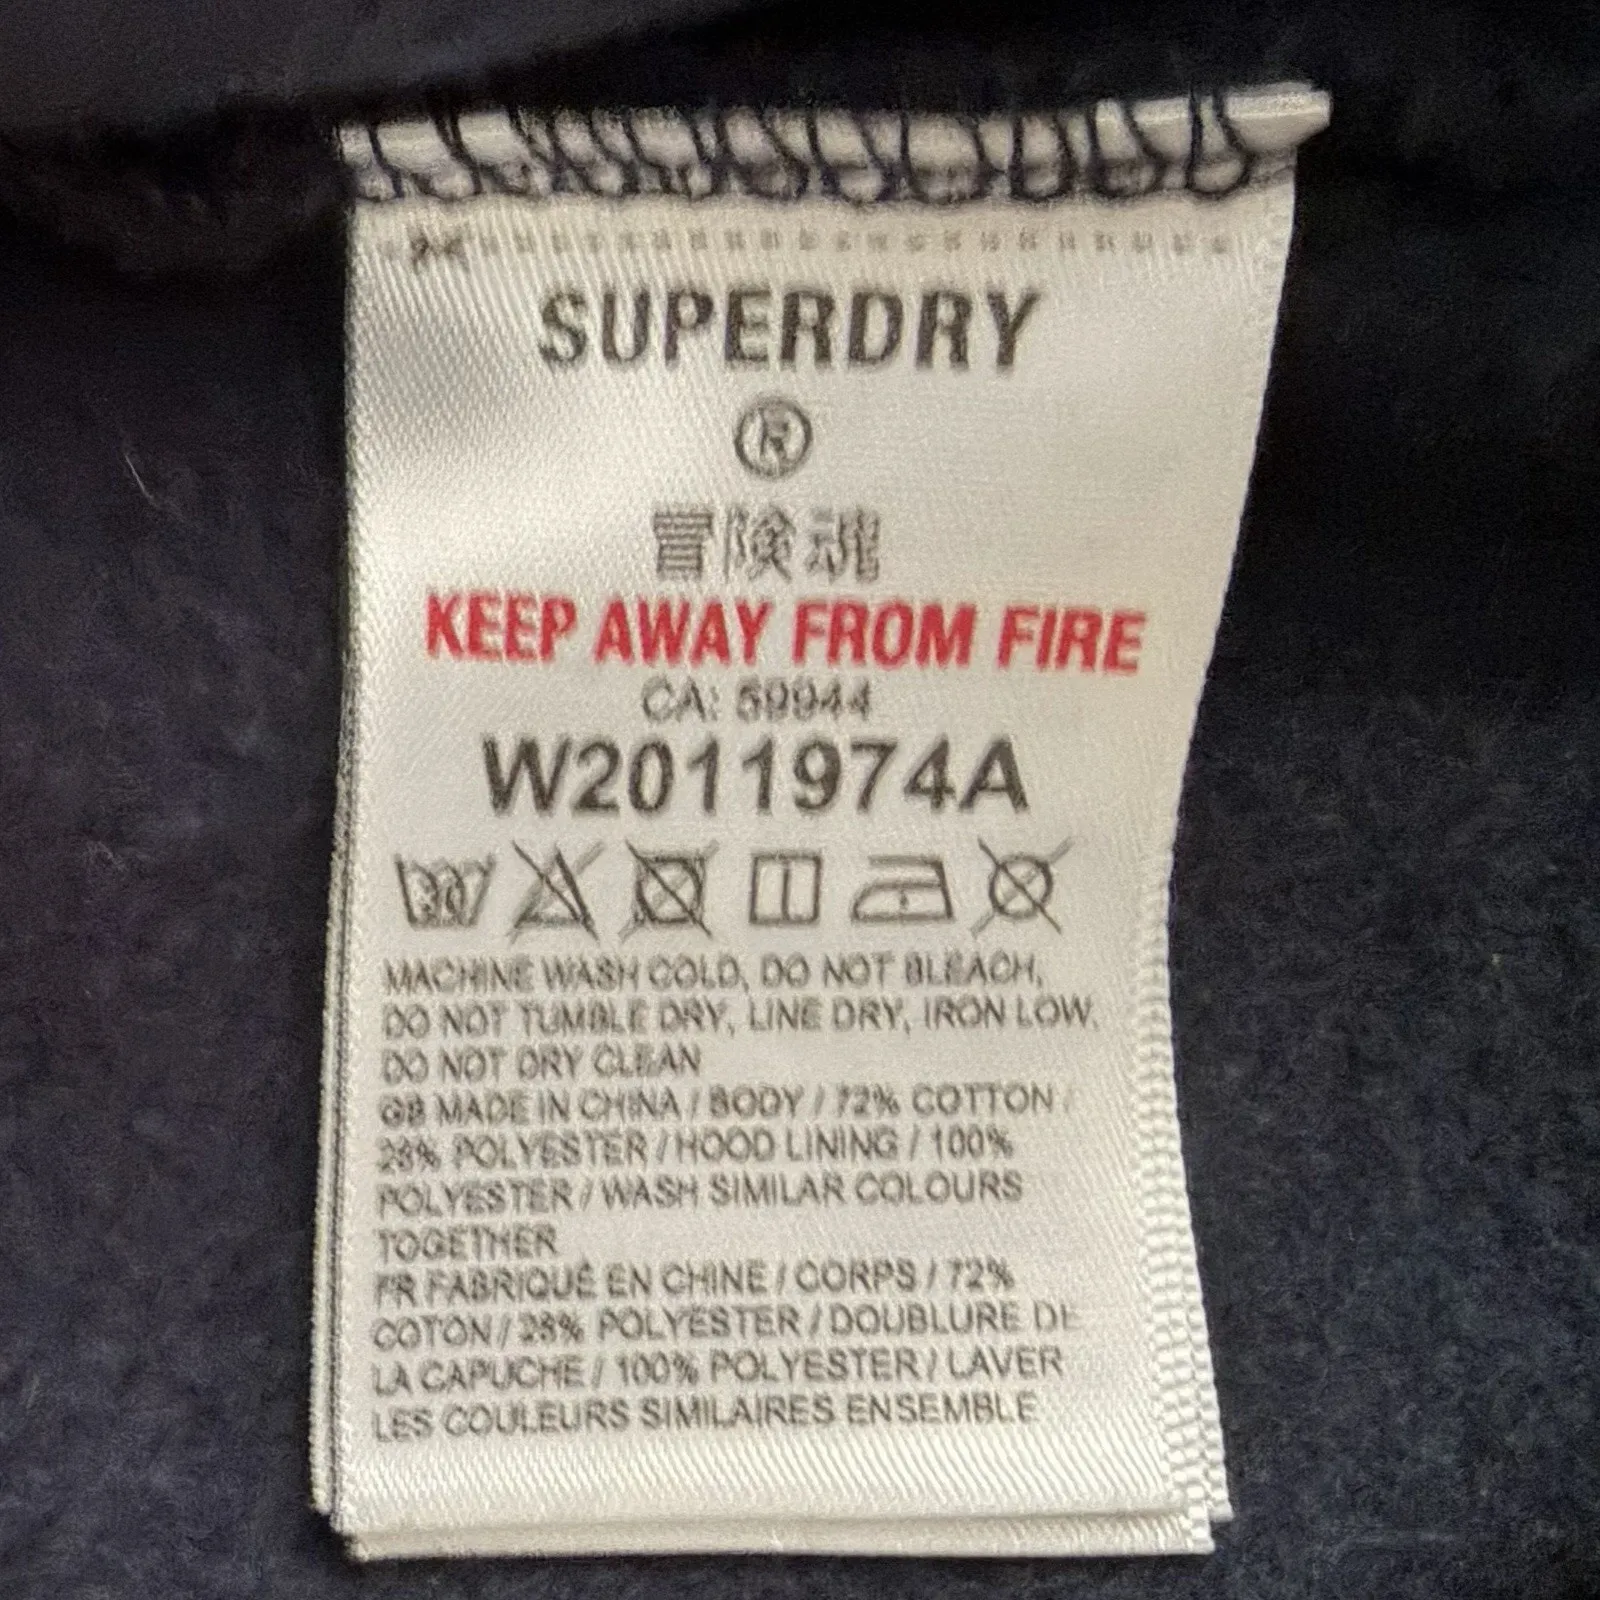 SUPERDRY
®
冒険魂
KEEP AWAY FROM FIRE
CA: 59944
W2011974A
30
MACHINE WASH COLD, DO NOT BLEACH,
DO NOT TUMBLE DRY, LINE DRY, IRON LOW,
DO NOT DRY CLEAN
GB MADE IN CHINA / BODY / 72% COTTON /
28% POLYESTER / HOOD LINING / 100%
POLYESTER / WASH SIMILAR COLOURS
TOGETHER
FR FABRIQUÉ EN CHINE / CORPS / 72%
COTON / 28% POLYESTER / DOUBLURE DE
LA CAPUCHE / 100% POLYESTER / LAVER
LES COULEURS SIMILAIRES ENSEMBLE